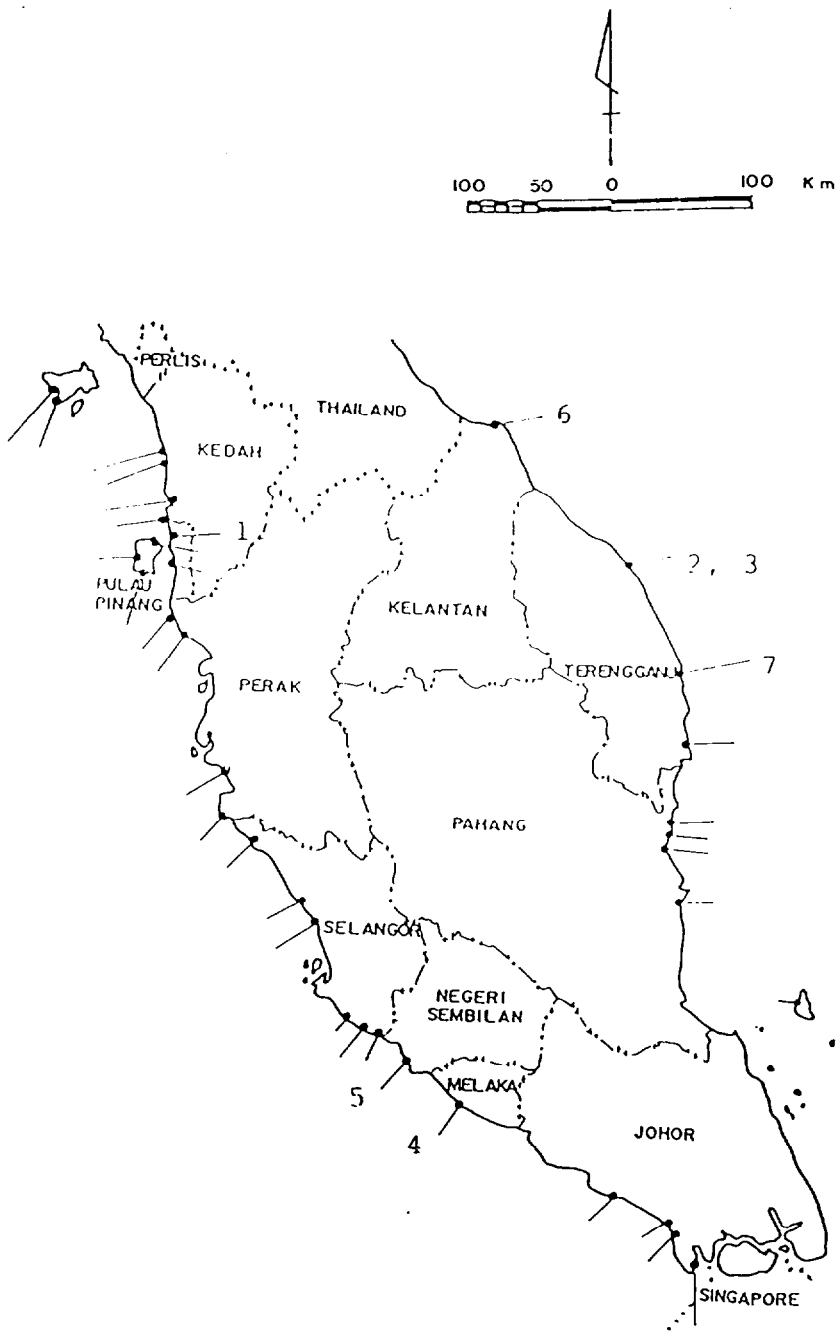 100 50 0 100 Km
PERLIS
THAILAND
6
KEDAH
1
2, 3
PULAU
PINANG
KELANTAN
TERENGGANU
7
PERAK
PAHANG
SELANGOR
NEGERI
SEMBILAN
5
MELAKA
4
JOHOR
SINGAPORE